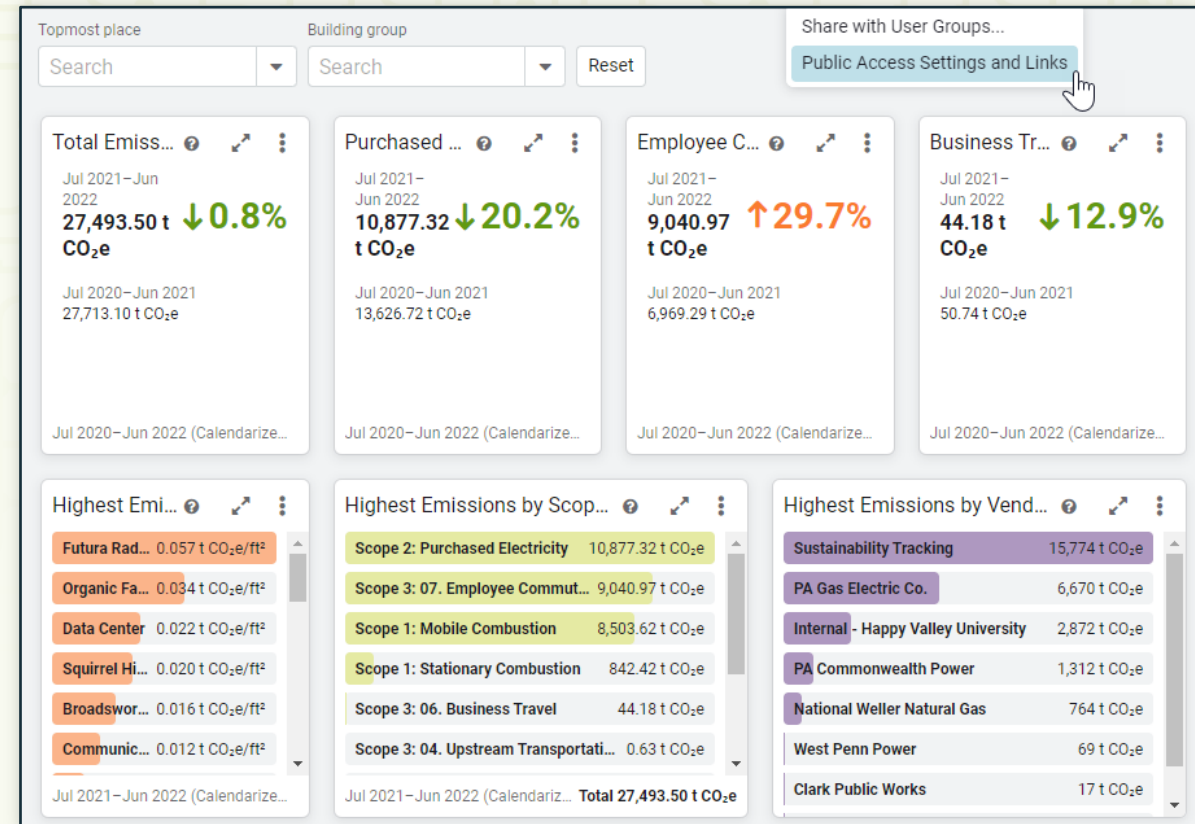 Topmost place
Building group
Share with User Groups...
Search
Search
Reset
Public Access Settings and Links
Total Emiss...
Jul 2021–Jun
2022
27,493.50 t
CO₂e
↓0.8%
Jul 2020–Jun 2021
27,713.10 t CO₂e
Jul 2020–Jun 2022 (Calendarize...
Purchased ...
Jul 2021–
Jun 2022
10,877.32
t CO₂e
↓20.2%
Jul 2020–Jun 2021
13,626.72 t CO₂e
Jul 2020–Jun 2022 (Calendarize...
Employee C...
Jul 2021–
Jun 2022
9,040.97
t CO₂e
↑29.7%
Jul 2020–Jun 2021
6,969.29 t CO₂e
Jul 2020–Jun 2022 (Calendarize...
Business Tr...
Jul 2021–
Jun 2022
44.18 t
CO₂e
↓12.9%
Jul 2020–Jun 2021
50.74 t CO₂e
Jul 2020–Jun 2022 (Calendarize...
Highest Emi...
Futura Rad... 0.057 t CO₂e/ft²
Organic Fa... 0.034 t CO₂e/ft²
Data Center 0.022 t CO₂e/ft²
Squirrel Hi... 0.020 t CO₂e/ft²
Broadswor... 0.016 t CO₂e/ft²
Communic... 0.012 t CO₂e/ft²
Jul 2021–Jun 2022 (Calendarize...
Highest Emissions by Scop...
Scope 2: Purchased Electricity 10,877.32 t CO₂e
Scope 3: 07. Employee Commut... 9,040.97 t CO₂e
Scope 1: Mobile Combustion 8,503.62 t CO₂e
Scope 1: Stationary Combustion 842.42 t CO₂e
Scope 3: 06. Business Travel 44.18 t CO₂e
Scope 3: 04. Upstream Transportati... 0.63 t CO₂e
Jul 2021–Jun 2022 (Calendariz... Total 27,493.50 t CO₂e
Highest Emissions by Vend...
Sustainability Tracking 15,774 t CO₂e
PA Gas Electric Co. 6,670 t CO₂e
Internal - Happy Valley University 2,872 t CO₂e
PA Commonwealth Power 1,312 t CO₂e
National Weller Natural Gas 764 t CO₂e
West Penn Power 69 t CO₂e
Clark Public Works 17 t CO₂e